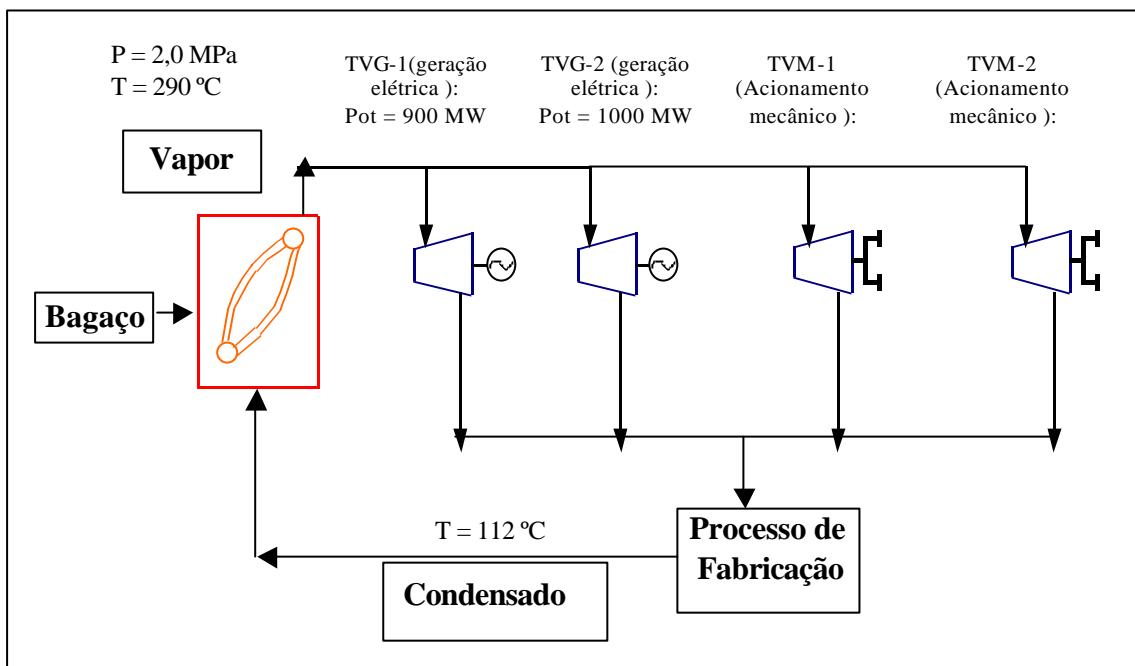 P = 2,0 MPa
T = 290 ºC
TVG-1(geração
elétrica ):
Pot = 900 MW
TVG-2 (geração
elétrica ):
Pot = 1000 MW
TVM-1
(Acionamento
mecânico ):
TVM-2
(Acionamento
mecânico ):
Vapor
Bagaço
T = 112 ºC
Condensado
Processo de
Fabricação